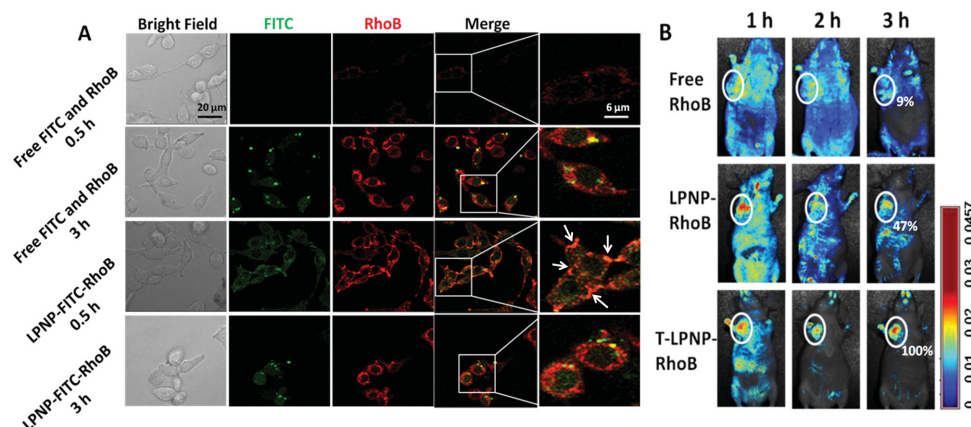 A
Bright Field FITC RhoB Merge
Free FITC and RhoB
0.5 h
20 μm
6 μm
Free FITC and RhoB
3 h
LPNP-FITC-RhoB
0.5 h
LPNP-FITC-RhoB
3 h
B
1 h 2 h 3 h
Free
RhoB
9%
LPNP-
RhoB
47%
T-LPNP-
RhoB
100%
0 0.01 0.02 0.03 0.0457